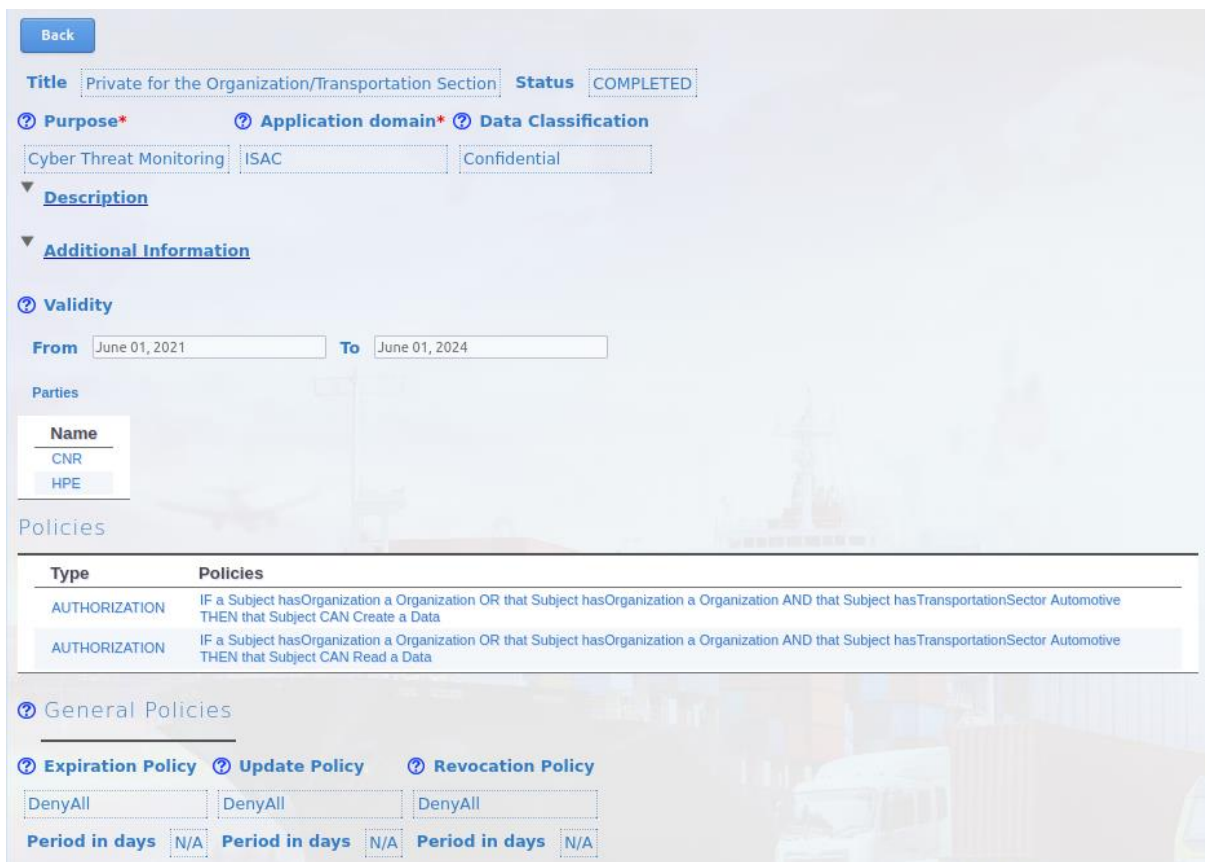 Back
Title Private for the Organization/Transportation Section Status COMPLETED
Purpose* Application domain* Data Classification
Cyber Threat Monitoring ISAC Confidential
Description
Additional Information
Validity
From June 01, 2021 To June 01, 2024
Parties
Name
CNR
HPE
Policies
Type Policies
AUTHORIZATION IF a Subject hasOrganization a Organization OR that Subject hasOrganization a Organization AND that Subject hasTransportationSector Automotive
THEN that Subject CAN Create a Data
AUTHORIZATION IF a Subject hasOrganization a Organization OR that Subject hasOrganization a Organization AND that Subject hasTransportationSector Automotive
THEN that Subject CAN Read a Data
General Policies
Expiration Policy Update Policy Revocation Policy
DenyAll DenyAll DenyAll
Period in days N/A Period in days N/A Period in days N/A